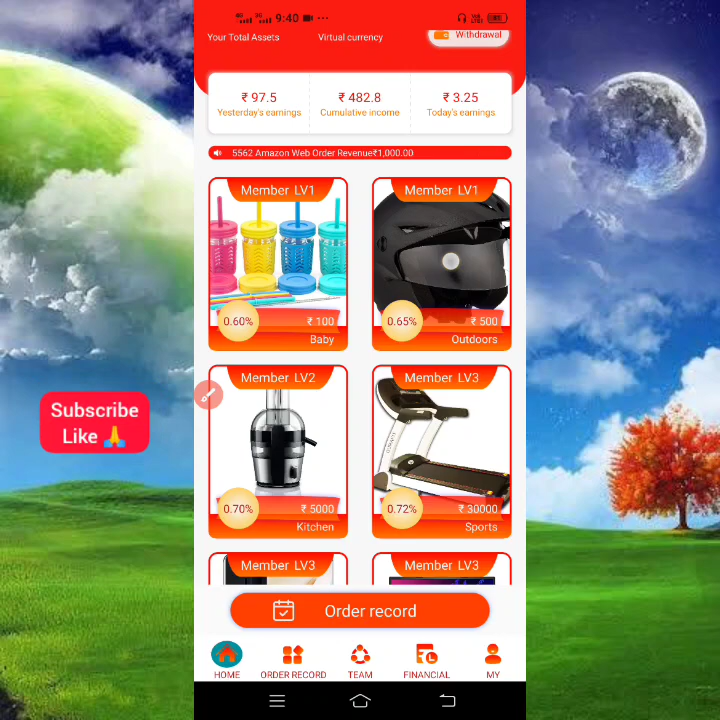 4G 3G 9:40
Your Total Assets Virtual currency Withdrawal
₹ 97.5 ₹ 482.8 ₹ 3.25
Yesterday's earnings Cumulative income Today's earnings
5562 Amazon Web Order Revenue₹1,000.00
Member LV1 Member LV1
0.60% ₹ 100 0.65% ₹ 500
Baby Outdoors
Member LV2 Member LV3
Subscribe
Like 🙏
0.70% ₹ 5000 0.72% ₹ 30000
Kitchen Sports
Member LV3 Member LV3
Order record
HOME ORDER RECORD TEAM FINANCIAL MY